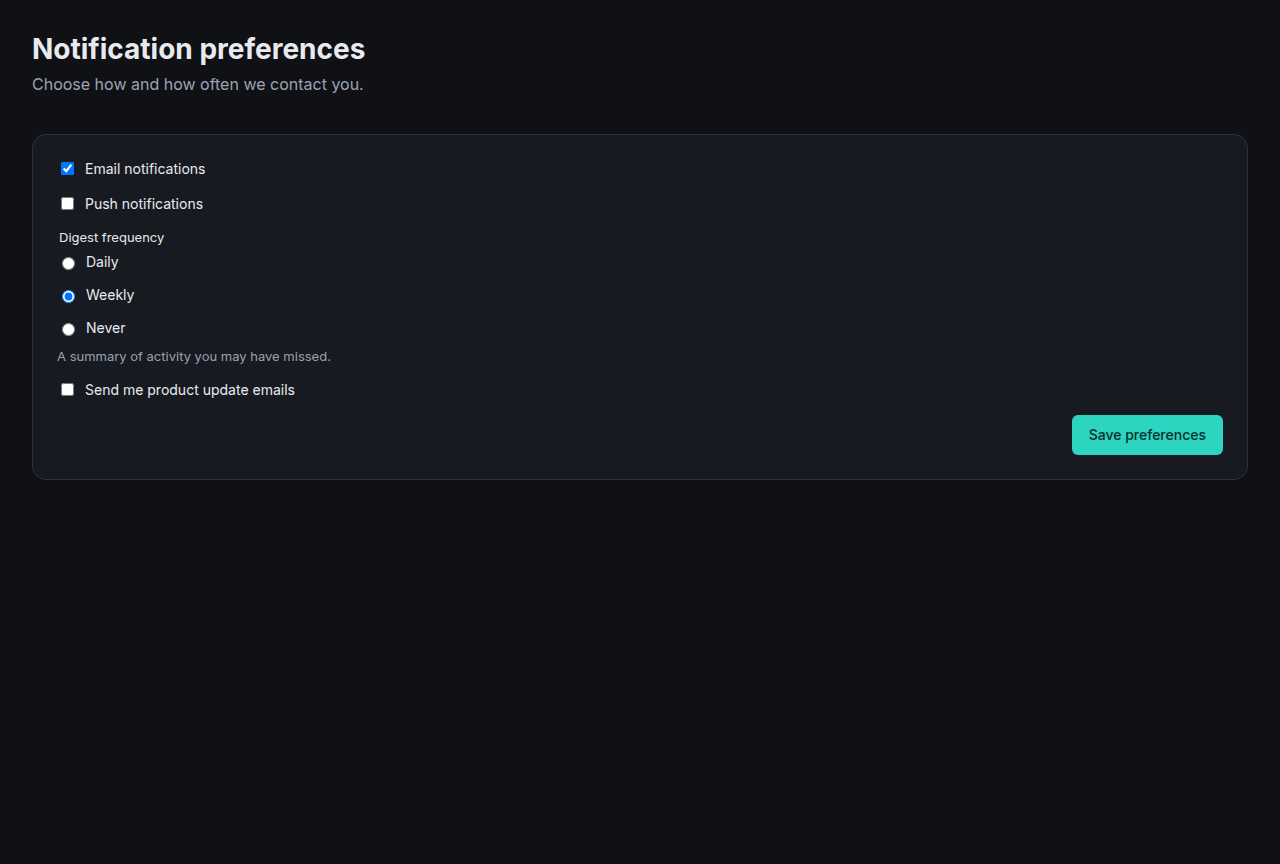 Notification preferences
Choose how and how often we contact you.
Email notifications
Push notifications
Digest frequency
Daily
Weekly
Never
A summary of activity you may have missed.
Send me product update emails
Save preferences